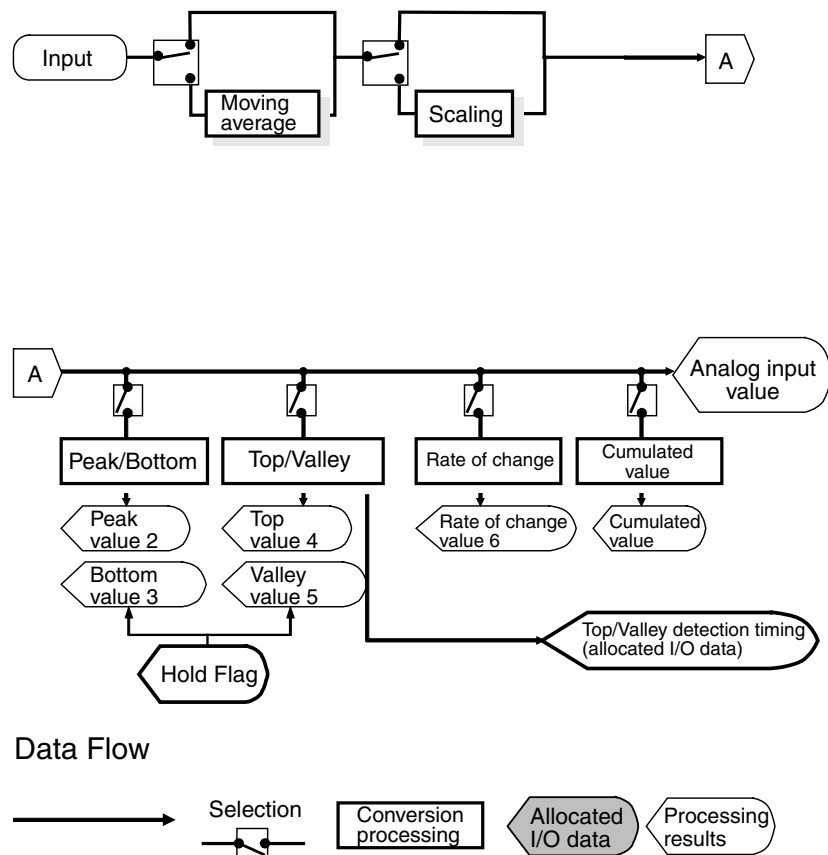 Input
Moving
average
Scaling
A
A
Analog input
value
Peak/Bottom
Top/Valley
Rate of change
Cumulated
value
Peak
value 2
Top
value 4
Rate of change
value 6
Cumulated
value
Bottom
value 3
Valley
value 5
Top/Valley detection timing
(allocated I/O data)
Hold Flag
Data Flow
Selection
Conversion
processing
Allocated
I/O data
Processing
results